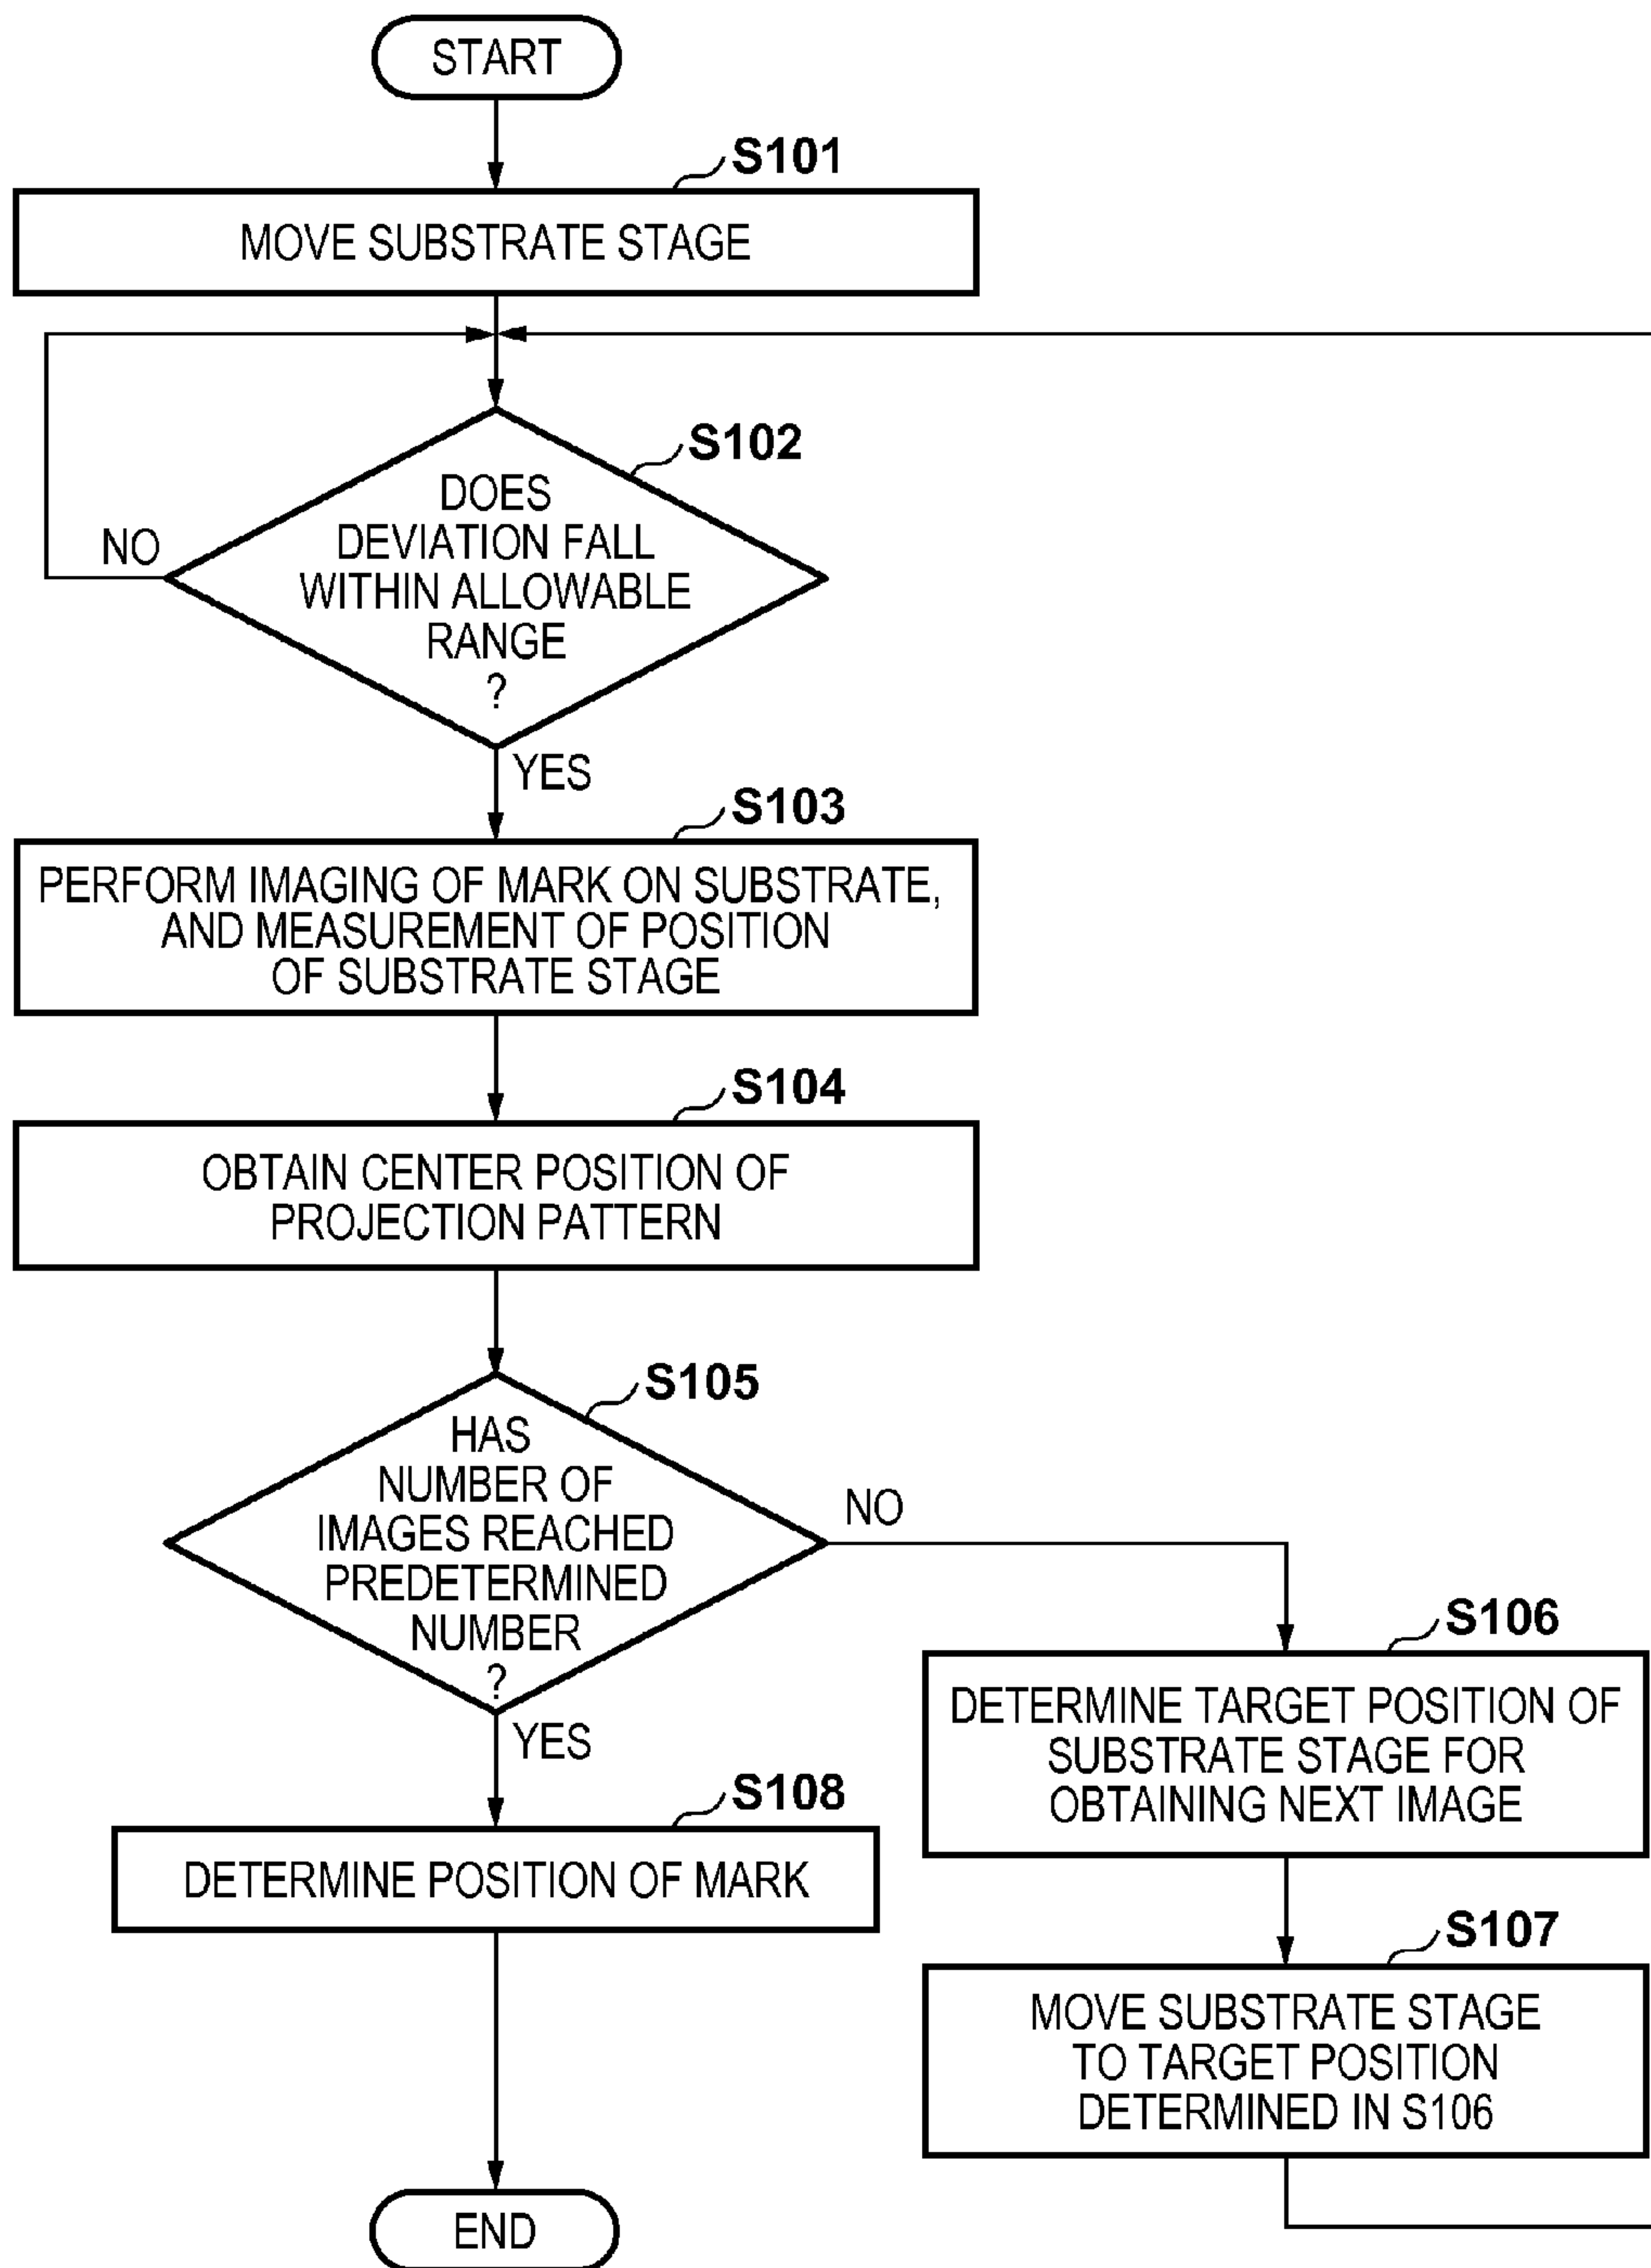 START
S101
MOVE SUBSTRATE STAGE
S102
DOES
DEVIATION FALL
WITHIN ALLOWABLE
RANGE
?
NO
YES
S103
PERFORM IMAGING OF MARK ON SUBSTRATE,
AND MEASUREMENT OF POSITION
OF SUBSTRATE STAGE
S104
OBTAIN CENTER POSITION OF
PROJECTION PATTERN
S105
HAS
NUMBER OF
IMAGES REACHED
PREDETERMINED
NUMBER
?
NO
YES
S106
DETERMINE TARGET POSITION OF
SUBSTRATE STAGE FOR
OBTAINING NEXT IMAGE
S107
MOVE SUBSTRATE STAGE
TO TARGET POSITION
DETERMINED IN S106
S108
DETERMINE POSITION OF MARK
END